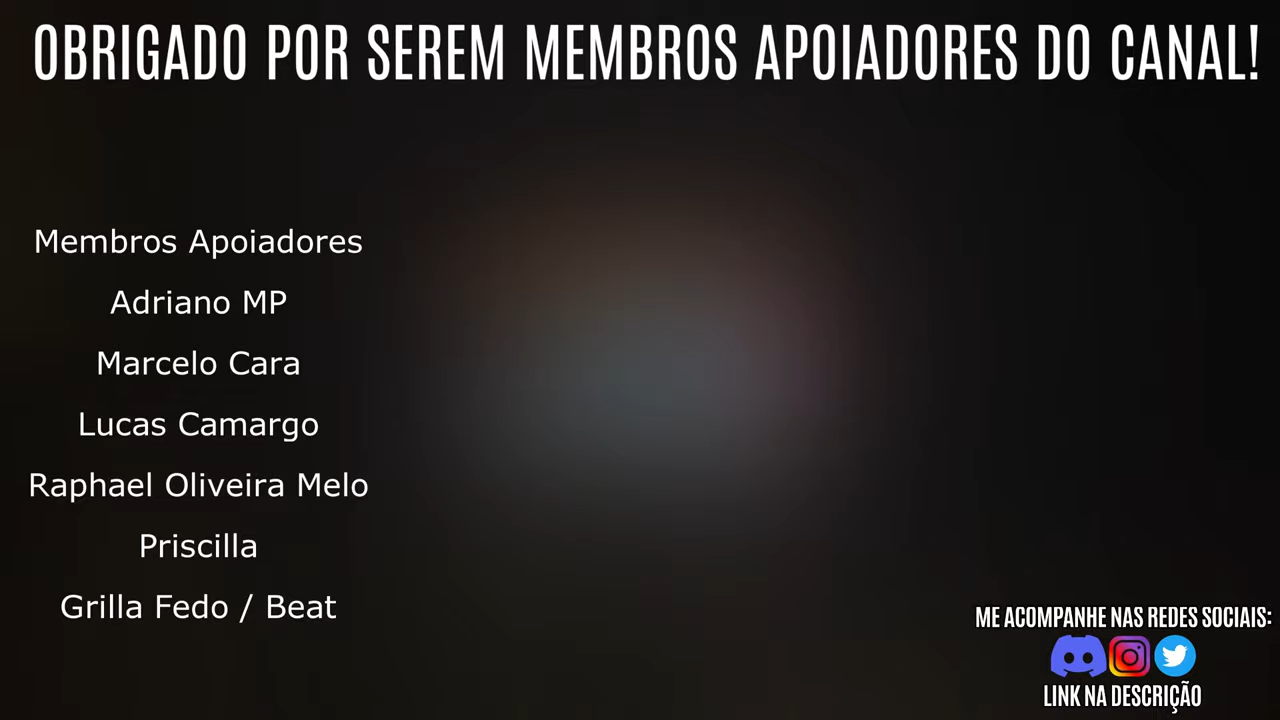 OBRIGADO POR SEREM MEMBROS APOIADORES DO CANAL!
Membros Apoiadores
Adriano MP
Marcelo Cara
Lucas Camargo
Raphael Oliveira Melo
Priscilla
Grilla Fedo / Beat
ME ACOMPANHE NAS REDES SOCIAIS:
LINK NA DESCRIÇÃO